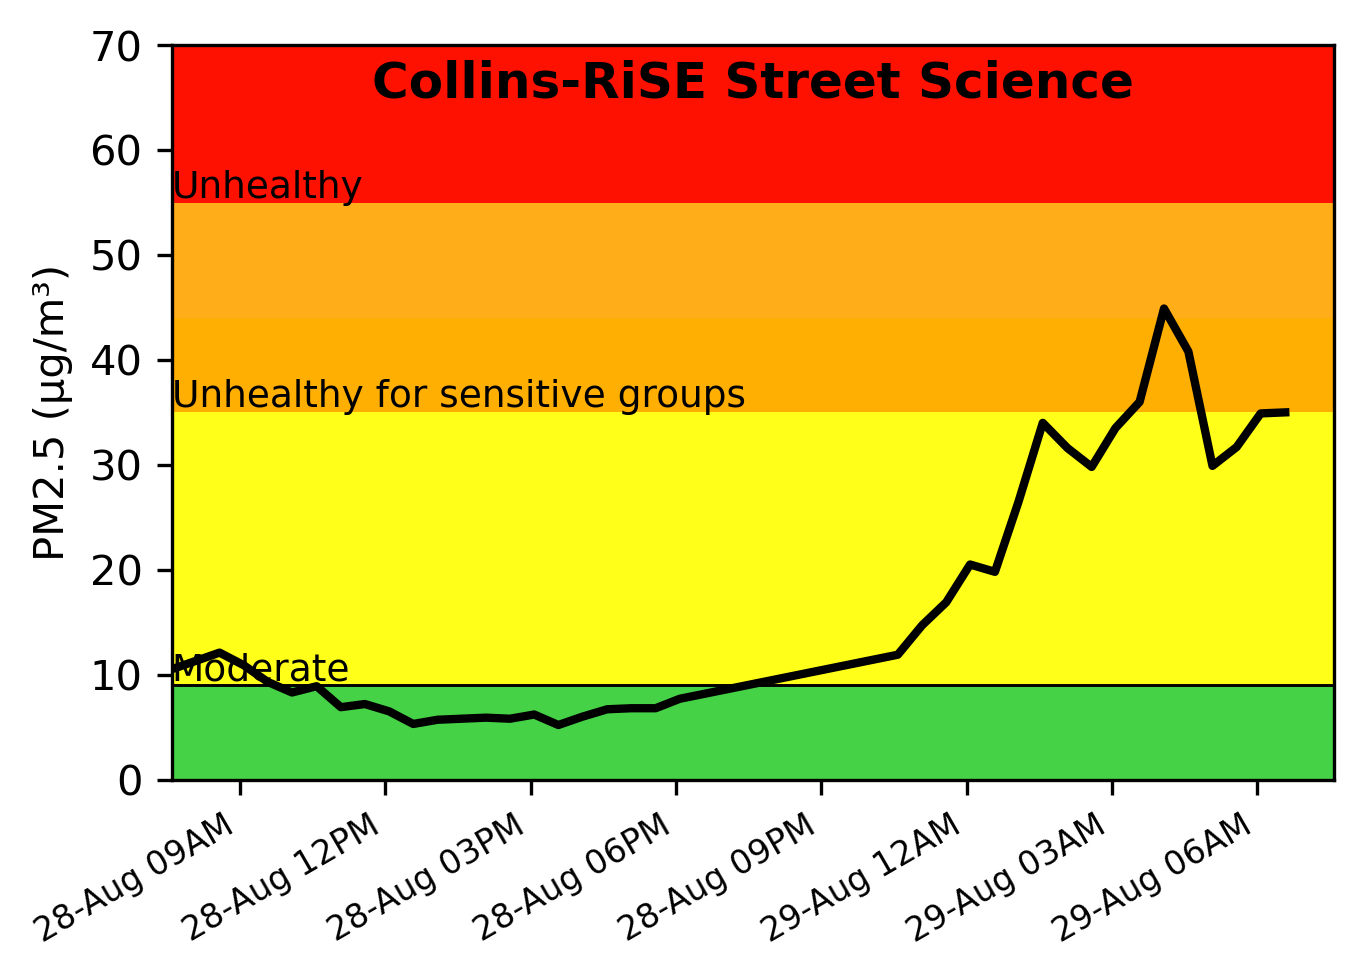 Collins-RiSE Street Science
70
60
50
40
30
20
10
0
PM2.5 (µg/m³)
Unhealthy
Unhealthy for sensitive groups
Moderate
28-Aug 09AM
28-Aug 12PM
28-Aug 03PM
28-Aug 06PM
28-Aug 09PM
29-Aug 12AM
29-Aug 03AM
29-Aug 06AM